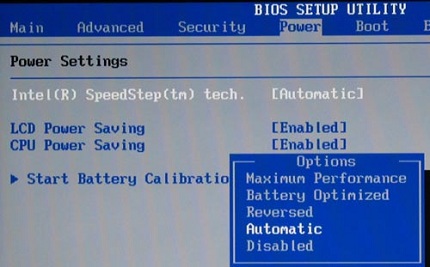 BIOS SETUP UTILITY
Main Advanced Security Power Boot
Power Settings
Intel(R) SpeedStep(tm) tech. [Automatic]
LCD Power Saving [Enabled]
CPU Power Saving [Enabled]
Options
▶ Start Battery Calibratio
Maximum Performance
Battery Optimized
Reversed
Automatic
Disabled